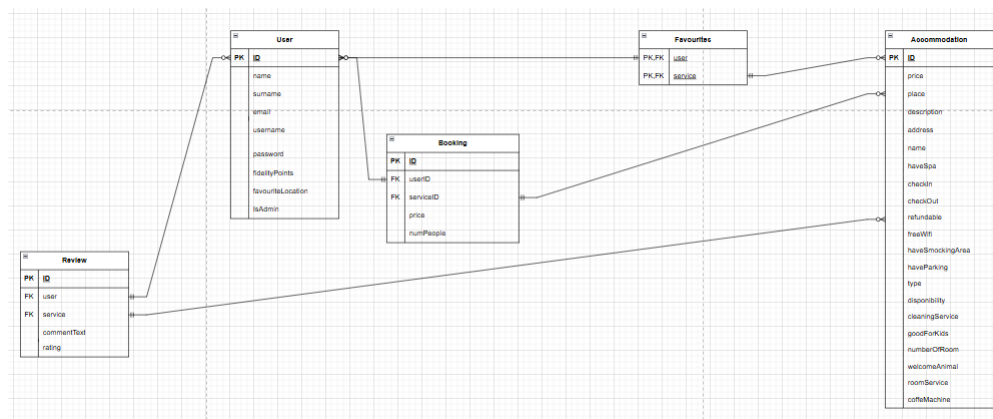 User
PK ID
name
surname
email
username
password
fidelityPoints
favouriteLocation
IsAdmin
Favourites
PK,FK user
PK,FK service
Accommodation
PK ID
price
place
description
address
name
haveSpa
checkIn
checkOut
refundable
freeWifi
haveSmockingArea
haveParking
type
disponibility
cleaningService
goodForKids
numberOfRoom
welcomeAnimal
roomService
coffeMachine
Booking
PK ID
FK userID
FK serviceID
price
numPeople
Review
PK ID
FK user
FK service
commentText
rating